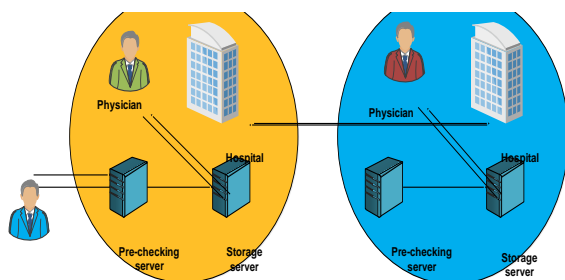 Physician
Hospital
Pre-checking
server
Storage
server
Physician
Hospital
Pre-checking
server
Storage
server